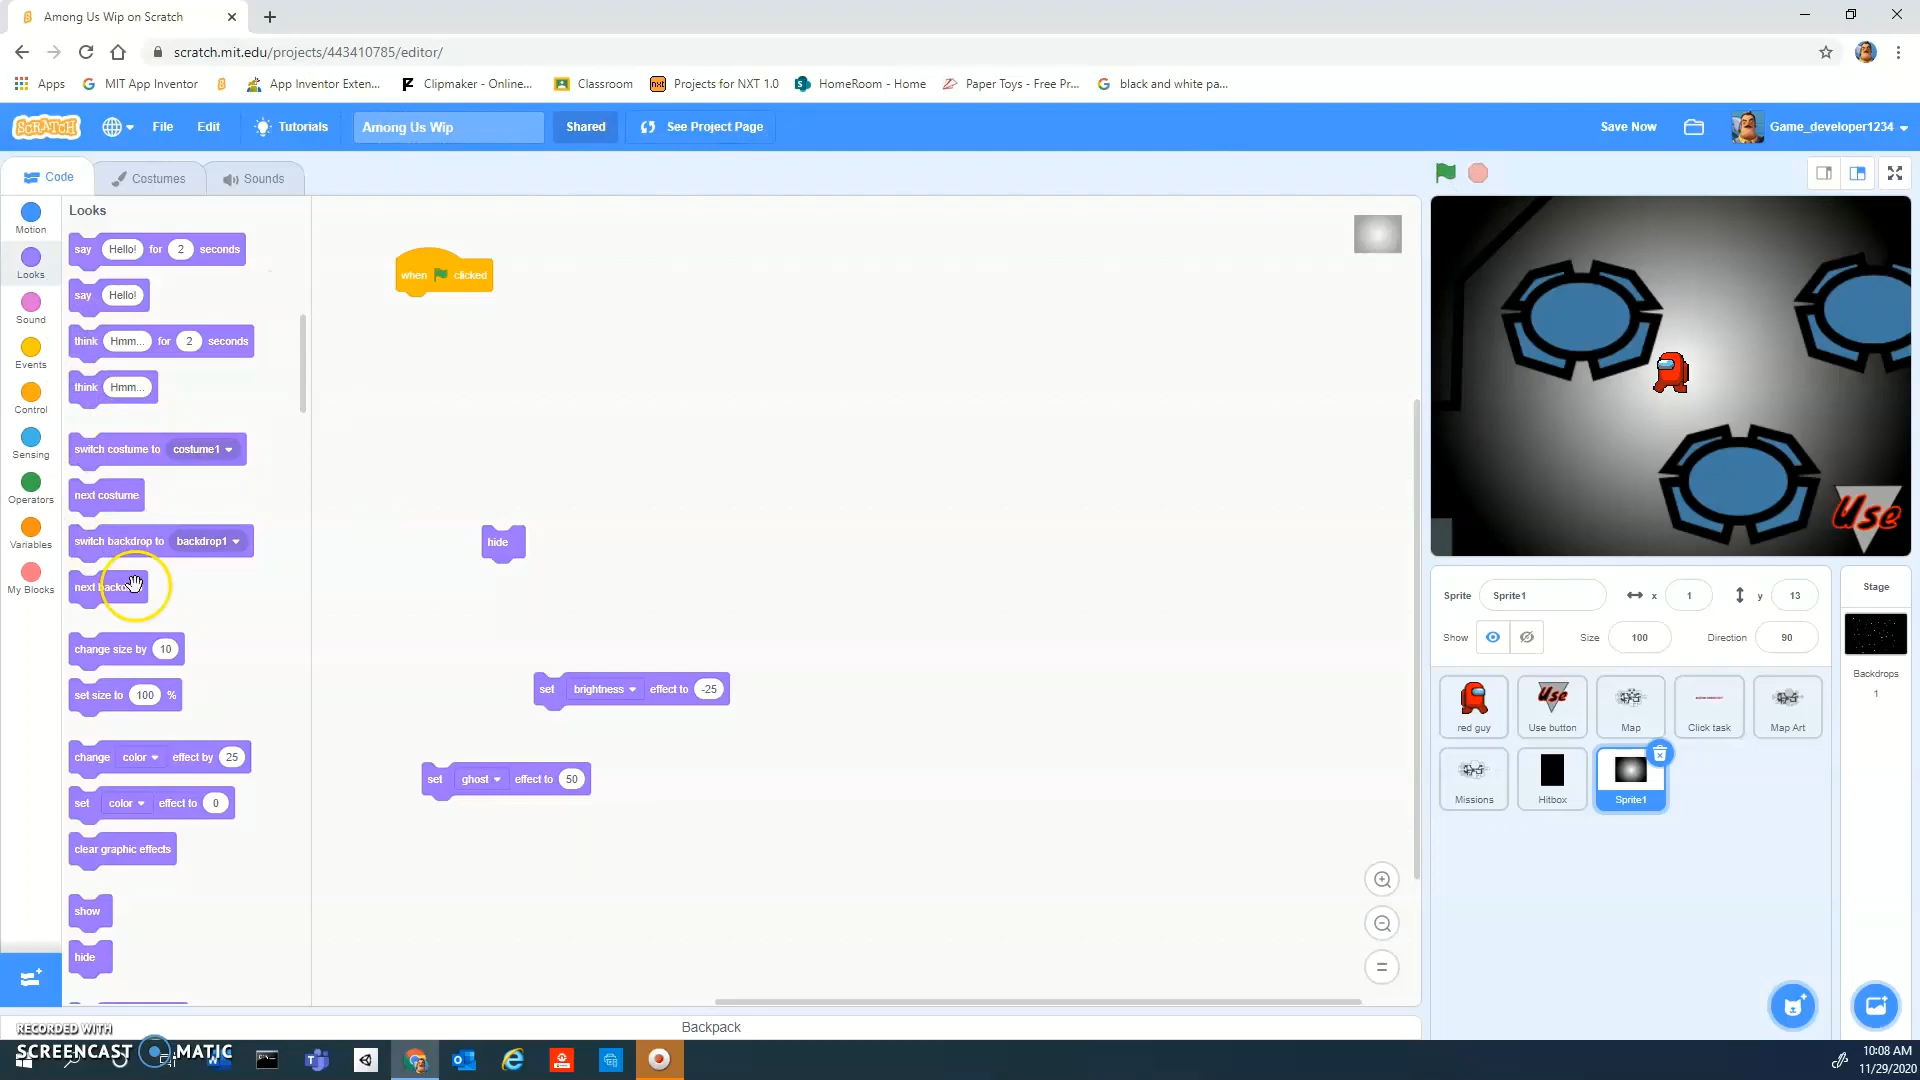 Among Us Wip on Scratch
scratch.mit.edu/projects/443410785/editor/
Apps MIT App Inventor App Inventor Exten... Clipmaker - Online... Classroom Projects for NXT 1.0 HomeRoom - Home Paper Toys - Free Pr... black and white pa...
SCRATCH File Edit Tutorials Among Us Wip Shared See Project Page Save Now Game_developer1234
Code Costumes Sounds
Motion
Looks
Sound
Events
Control
Sensing
Operators
Variables
My Blocks
Looks
say Hello! for 2 seconds
say Hello!
think Hmm... for 2 seconds
think Hmm...
switch costume to costume1
next costume
switch backdrop to backdrop1
next
change size by 10
set size to 100 %
change color effect by 25
set color effect to 0
clear graphic effects
show
hide
when clicked
hide
set brightness effect to -25
set ghost effect to 50
Use
Sprite Sprite1 x 1 y 13
Show Size 100 Direction 90
red guy
Use
Use button
Map
Click task
Map Art
Missions
Hitbox
Sprite1
Stage
Backdrops
1
Backpack
RECORDED WITH
SCREENCAST MATIC
10:08 AM
11/29/2020